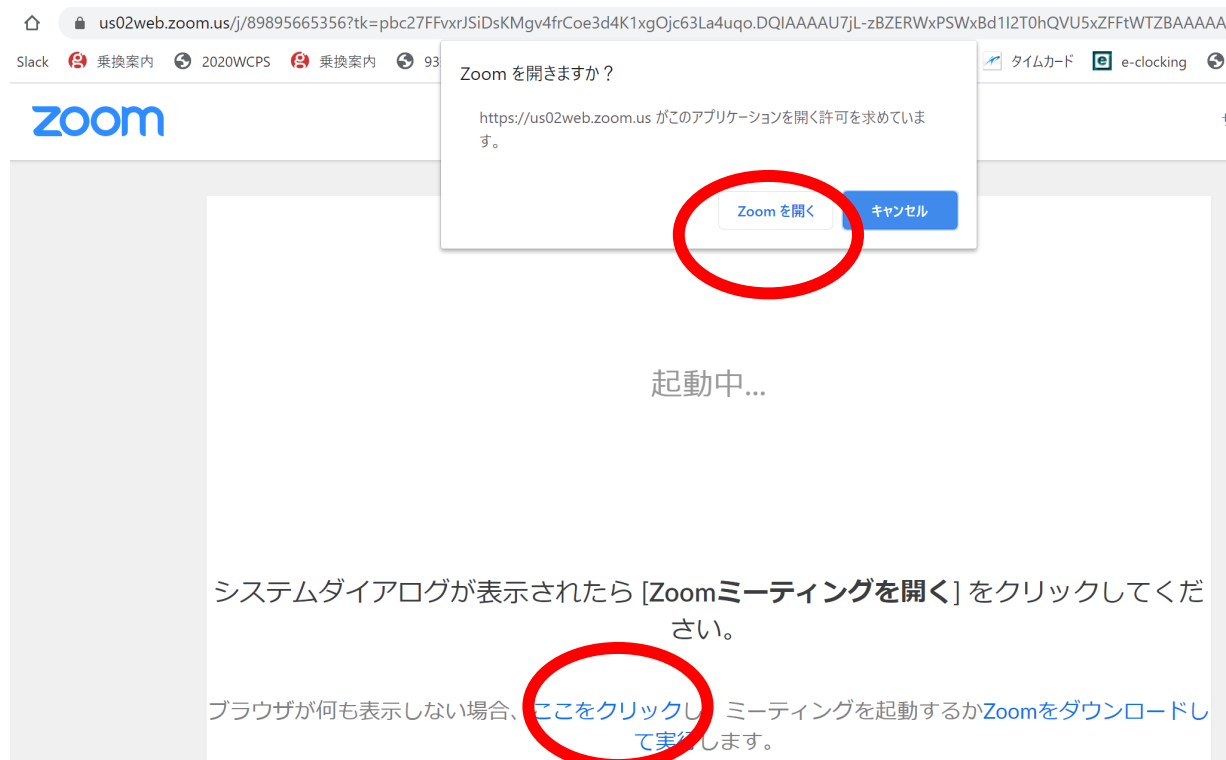 us02web.zoom.us/j/89895665356?tk=pbc27FFvxrJSiDsKMgv4frCoe3d4K1xgOjc63La4uqo.DQIAAAAU7jL-zBZERWxPSWxBd1I2T0hQVU5xZFFtWTZBAAAAA
Slack 乗換案内 2020WCPS 乗換案内 93 タイムカード e-clocking
zoom
Zoom を開きますか？
https://us02web.zoom.us がこのアプリケーションを開く許可を求めていま
す。
Zoom を開く キャンセル
起動中...
システムダイアログが表示されたら [Zoomミーティングを開く] をクリックしてくだ
さい。
ブラウザが何も表示しない場合、ここをクリックし、ミーティングを起動するかZoomをダウンロードし
て実行します。